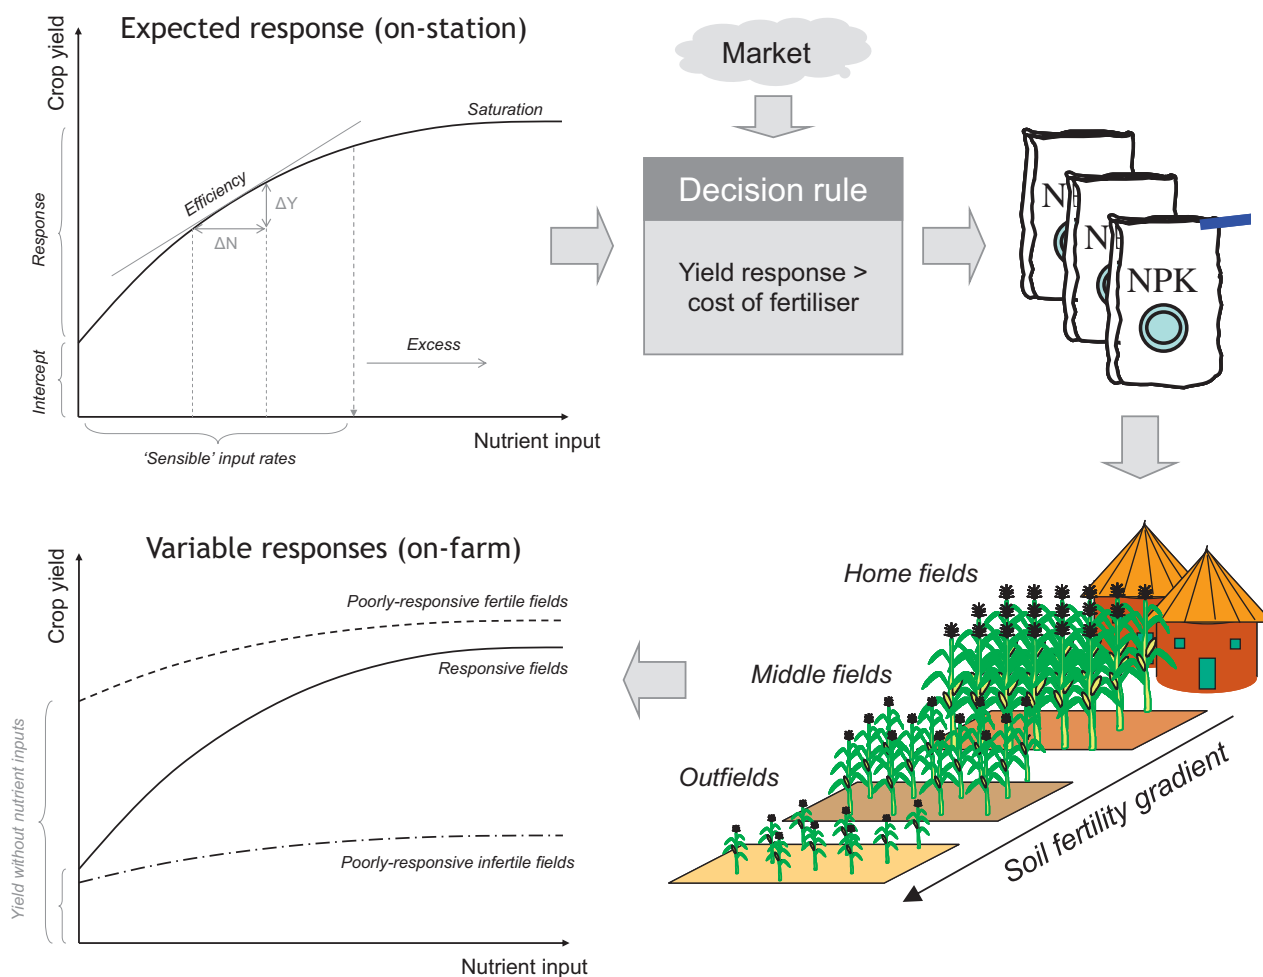 Expected response (on-station)
Crop yield
Saturation
Response
Efficiency
ΔY
ΔN
Intercept
Excess
Nutrient input
'Sensible' input rates
Market
Decision rule
Yield response >
cost of fertiliser
N
N
NPK
Variable responses (on-farm)
Crop yield
Poorly-responsive fertile fields
Responsive fields
Yield without nutrient inputs
Poorly-responsive infertile fields
Nutrient input
Home fields
Middle fields
Outfields
Soil fertility gradient